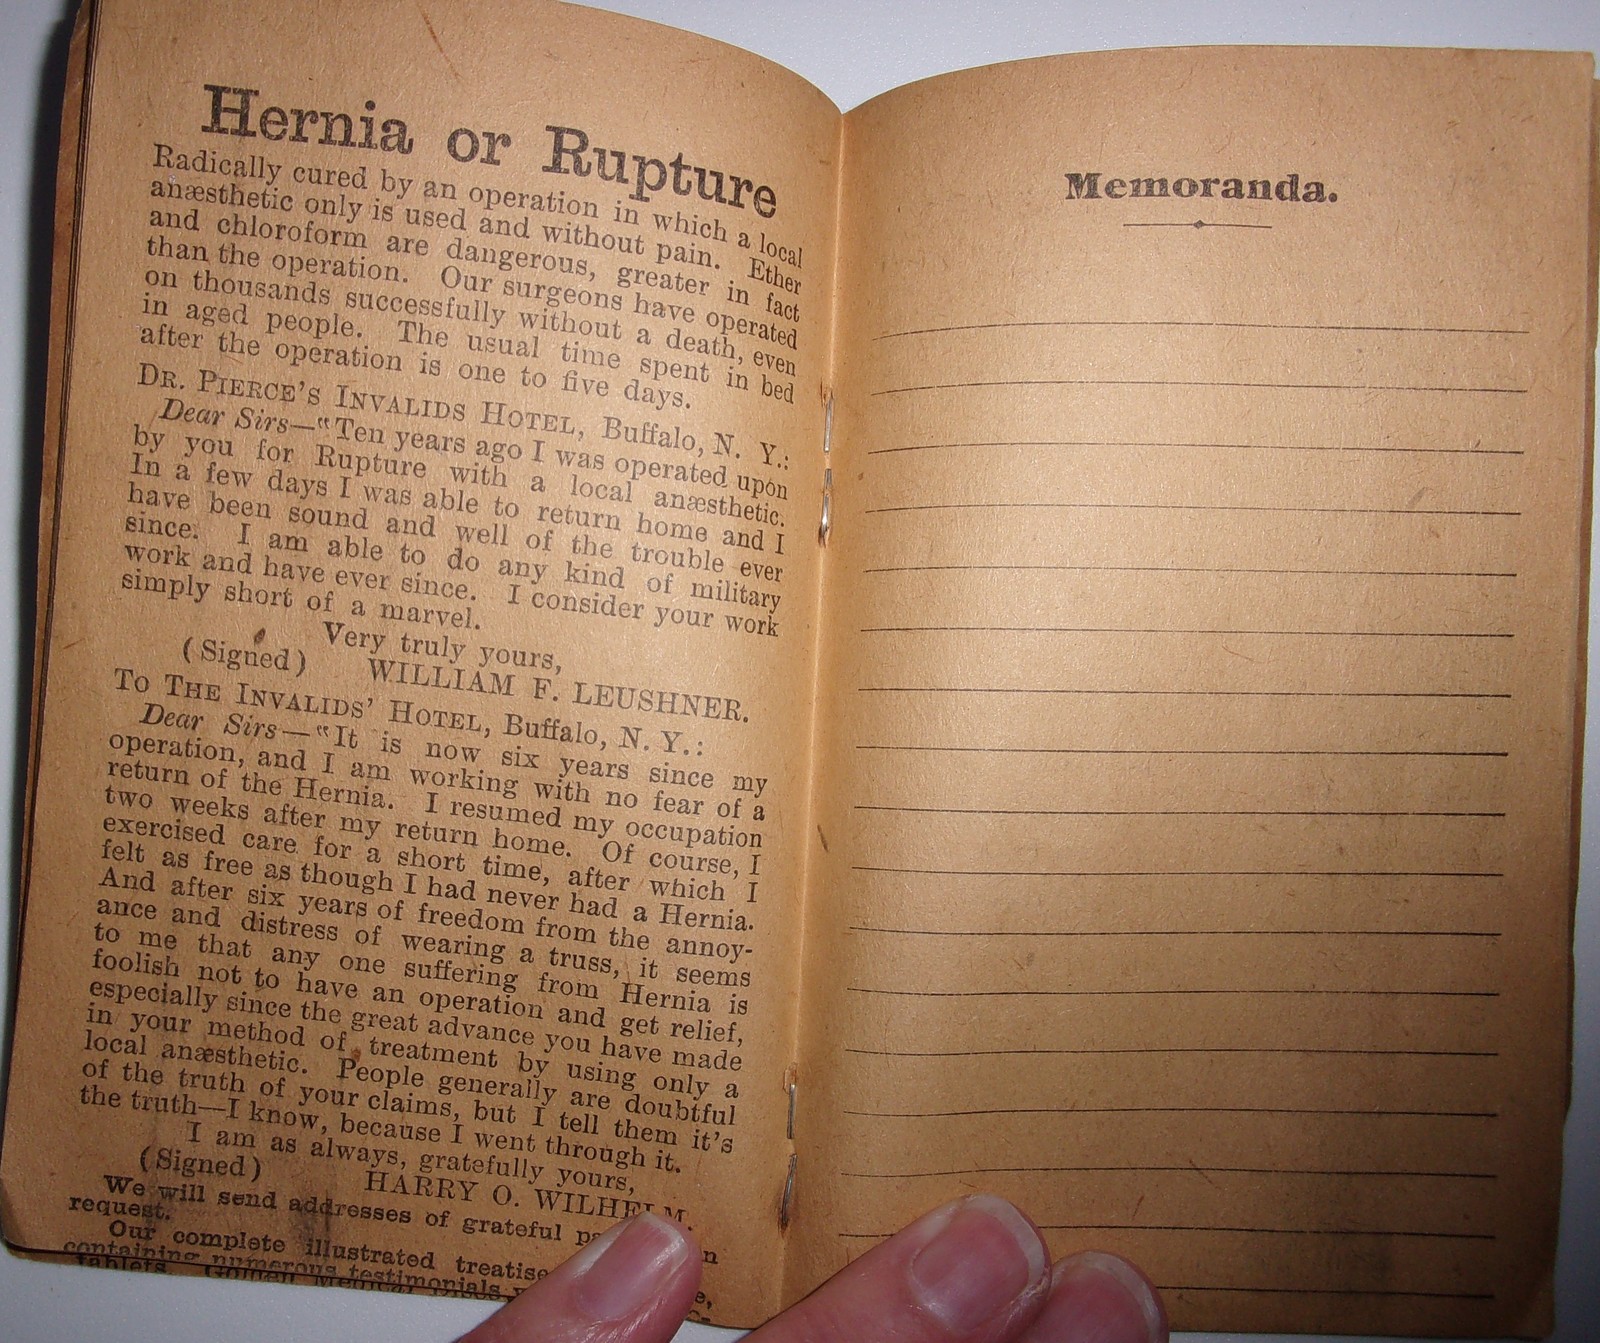 Hernia or Rupture
Radically cured by an operation in which a local
anæsthetic only is used and without pain. Ether
and chloroform are dangerous, greater in fact
than the operation. Our surgeons have operated
on thousands successfully without a death, even
in aged people. The usual time spent in bed
after the operation is one to five days.
DR. PIERCE'S INVALIDS HOTEL, Buffalo, N. Y.:
Dear Sirs—"Ten years ago I was operated upon
by you for Rupture with a local anæsthetic.
In a few days I was able to return home and I
have been sound and well of the trouble ever
since. I am able to do any kind of military
work and have ever since. I consider your work
simply short of a marvel.
Very truly yours,
(Signed) WILLIAM F. LEUSHNER.
TO THE INVALIDS' HOTEL, Buffalo, N. Y.:
Dear Sirs—"It is now six years since my
operation, and I am working with no fear of a
return of the Hernia. I resumed my occupation
two weeks after my return home. Of course, I
exercised care for a short time, after which I
felt as free as though I had never had a Hernia.
And after six years of freedom from the annoy-
ance and distress of wearing a truss, it seems
to me that any one suffering from Hernia is
foolish not to have an operation and get relief,
especially since the great advance you have made
in your method of treatment by using only a
local anæsthetic. People generally are doubtful
of the truth of your claims, but I tell them it's
the truth—I know, because I went through it.
I am as always, gratefully yours,
(Signed) HARRY O. WILHELM.
We will send addresses of grateful
request.
Our complete illustrated treatise
containing numerous testimonials
tablets. Golden Medical
Memoranda.